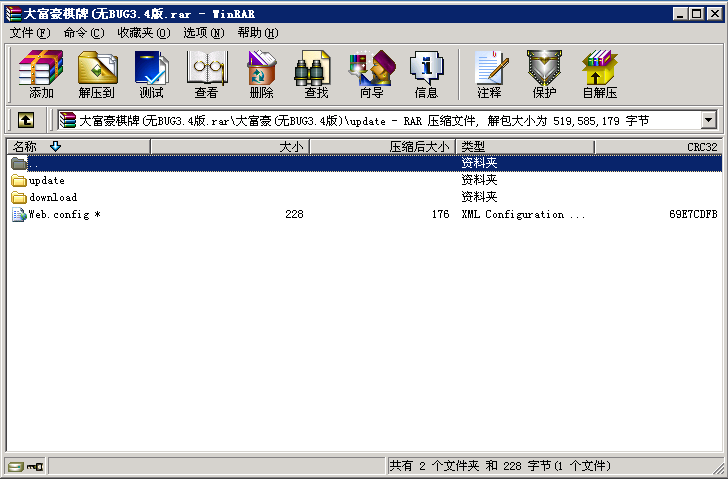 大富豪棋牌(无BUG3.4版.rar - WinRAR
文件(F) 命令(C) 收藏夹(O) 选项(N) 帮助(H)
添加 解压到 测试 查看 删除 查找 向导 信息 注释 保护 自解压
大富豪棋牌(无BUG3.4版.rar\大富豪(无BUG3.4版)\update - RAR 压缩文件, 解包大小为 519,585,179 字节
名称 大小 压缩后大小 类型 CRC32
.. 资料夹
update 资料夹
download 资料夹
Web.config * 228 176 XML Configuration ... 69E7CDFB
共有 2 个文件夹 和 228 字节(1 个文件)